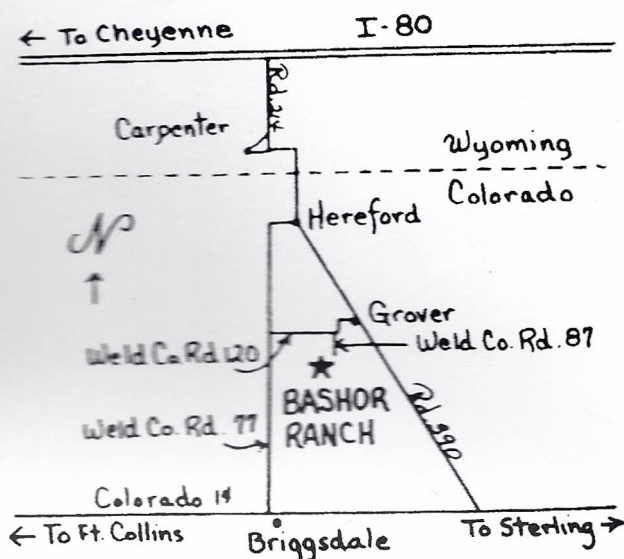 ← To Cheyenne I-80
Rd. 214
Carpenter
Wyoming
Colorado
N
↑
Hereford
Grover
Weld Co. Rd. 120
Weld Co. Rd. 87
★
BASHOR
RANCH
Weld Co. Rd. 77
Rd. 390
Colorado 14
← To Ft. Collins
Briggsdale
To Sterling →